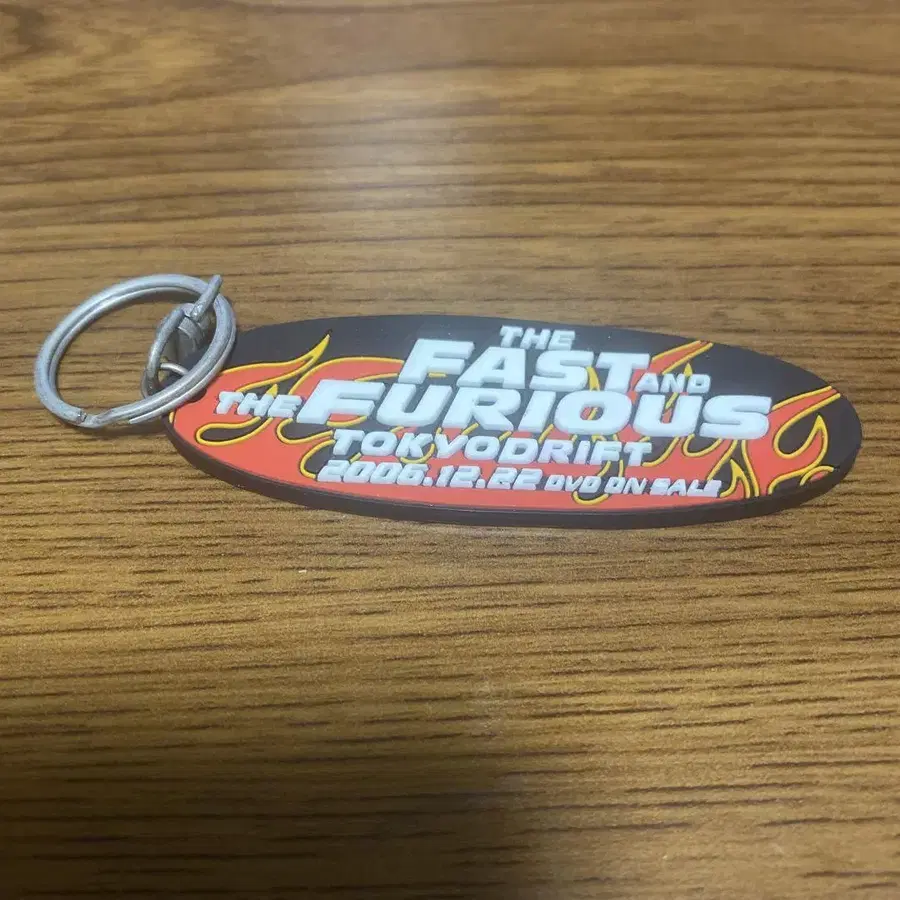 THE
FAST AND
THE FURIOUS
TOKYODRIFT
2006.12.22 DVD ON SALE